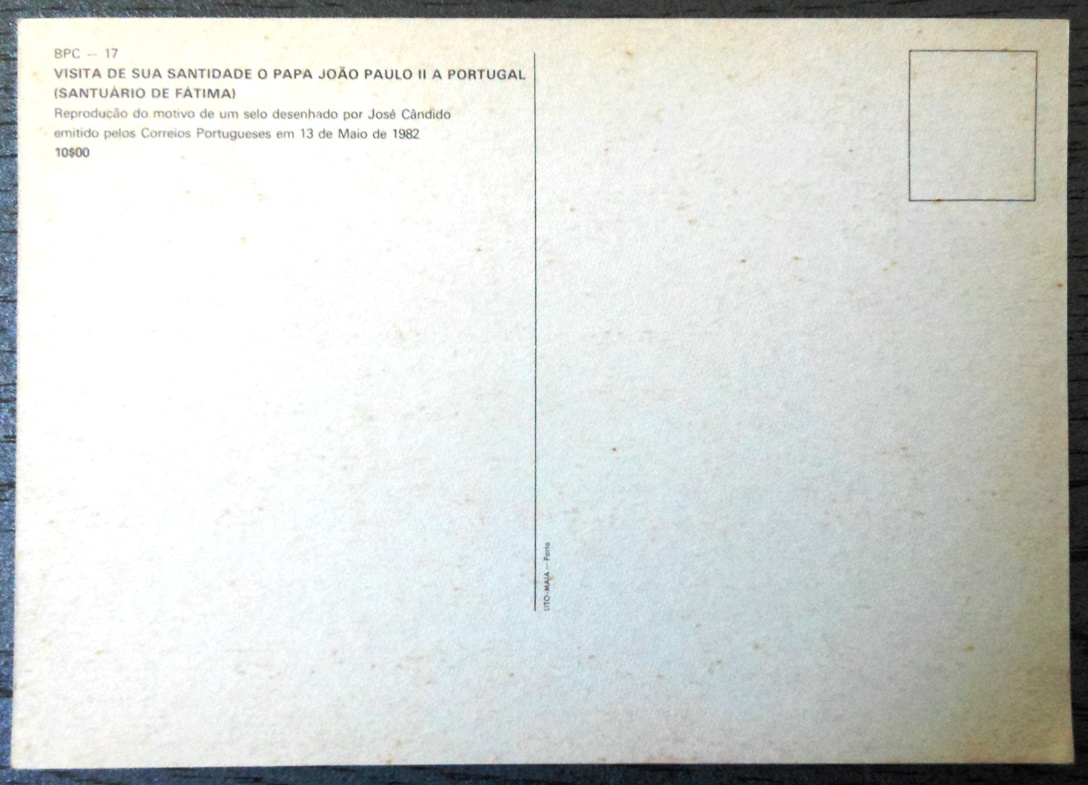 BPC — 17
VISITA DE SUA SANTIDADE O PAPA JOÃO PAULO II A PORTUGAL
(SANTUÁRIO DE FÁTIMA)
Reprodução do motivo de um selo desenhado por José Cândido
emitido pelos Correios Portugueses em 13 de Maio de 1982
10$00
LITO-MAIA — Porto